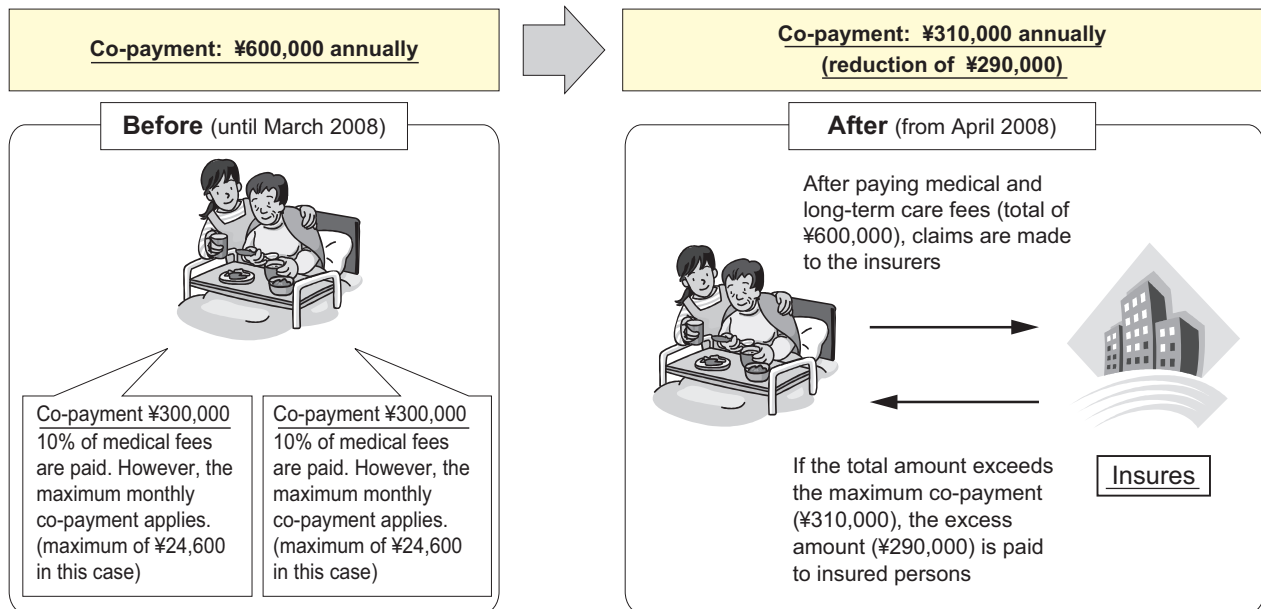 Co-payment: ¥600,000 annually
Co-payment: ¥310,000 annually
(reduction of ¥290,000)
Before (until March 2008)
Co-payment ¥300,000
10% of medical fees
are paid. However, the
maximum monthly
co-payment applies.
(maximum of ¥24,600
in this case)
Co-payment ¥300,000
10% of medical fees
are paid. However, the
maximum monthly
co-payment applies.
(maximum of ¥24,600
in this case)
After (from April 2008)
After paying medical and
long-term care fees (total of
¥600,000), claims are made
to the insurers
If the total amount exceeds
the maximum co-payment
(¥310,000), the excess
amount (¥290,000) is paid
to insured persons
Insures